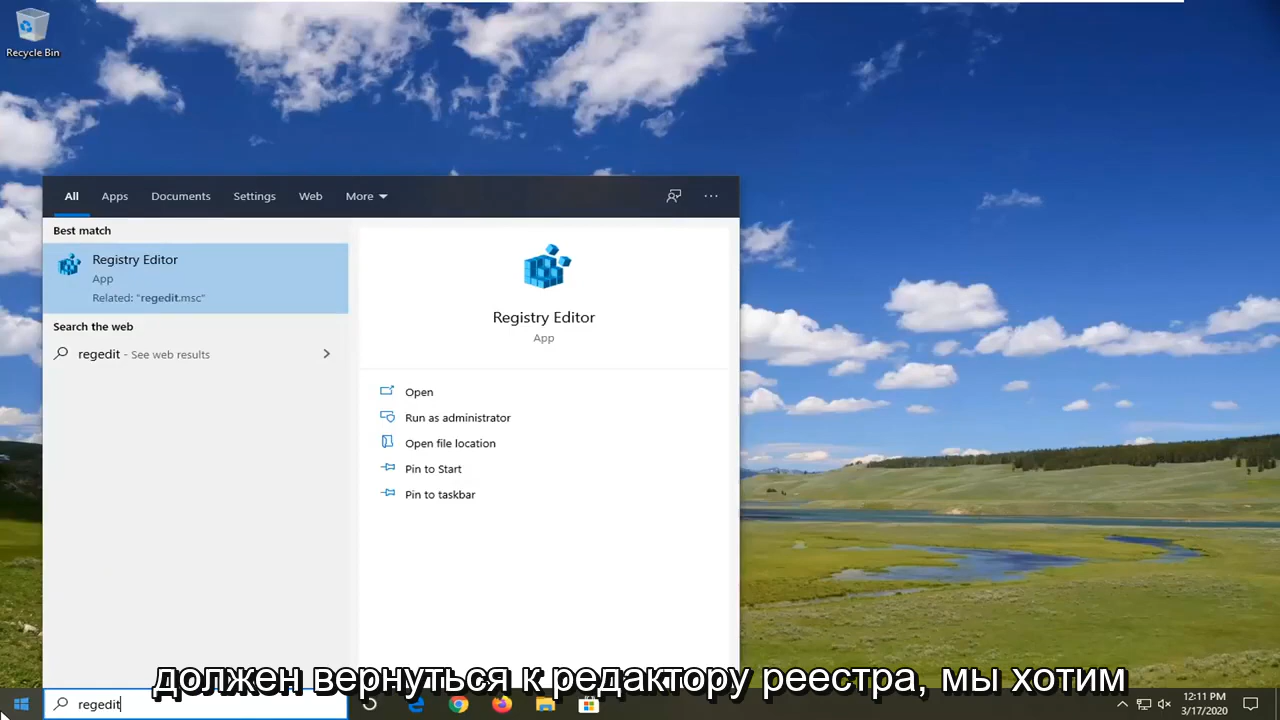 Recycle Bin
All Apps Documents Settings Web More
Best match
Registry Editor
App
Related: "regedit.msc"
Search the web
regedit - See web results
Registry Editor
App
Open
Run as administrator
Open file location
Pin to Start
Pin to taskbar
должен вернуться к редактору реестра, мы хотим
regedit
12:11 PM
3/17/2020